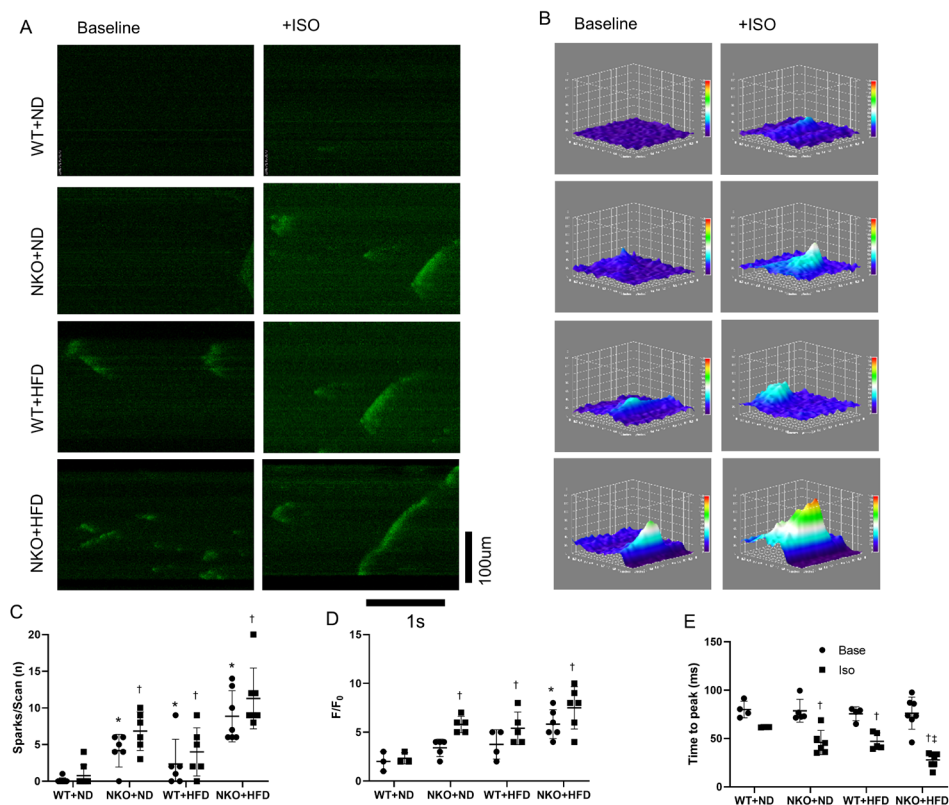 A
Baseline
+ISO
B
Baseline
+ISO
WT+ND
NKO+ND
WT+HFD
NKO+HFD
100um
1s
C
Sparks/Scan (n)
20
15
10
5
0
*
†
*
†
*
†
WT+ND
NKO+ND
WT+HFD
NKO+HFD
D
F/F0
15
10
5
0
†
†
*
†
WT+ND
NKO+ND
WT+HFD
NKO+HFD
E
Time to peak (ms)
150
100
50
0
Base
Iso
†
†
†‡
WT+ND
NKO+ND
WT+HFD
NKO+HFD